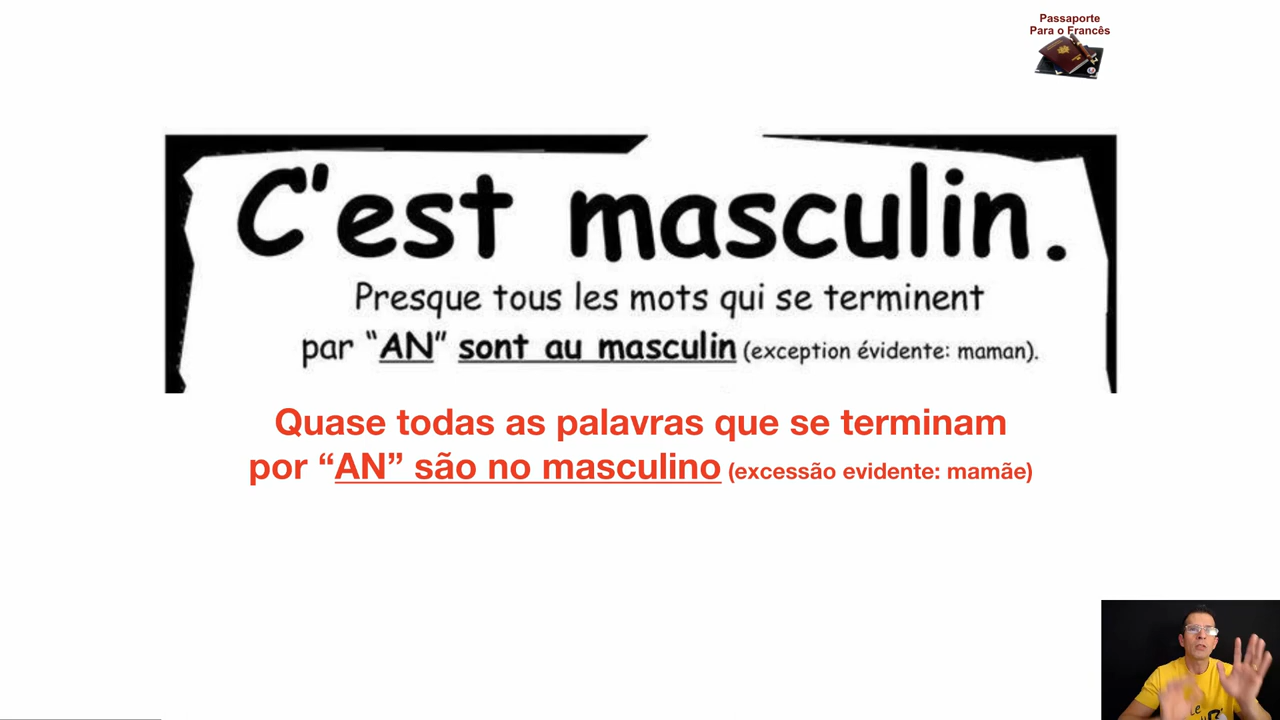 Passaporte
Para o Francês
C'est masculin.
Presque tous les mots qui se terminent
par “AN” sont au masculin (exception évidente: maman).
Quase todas as palavras que se terminam
por “AN” são no masculino (excessão evidente: mamãe)